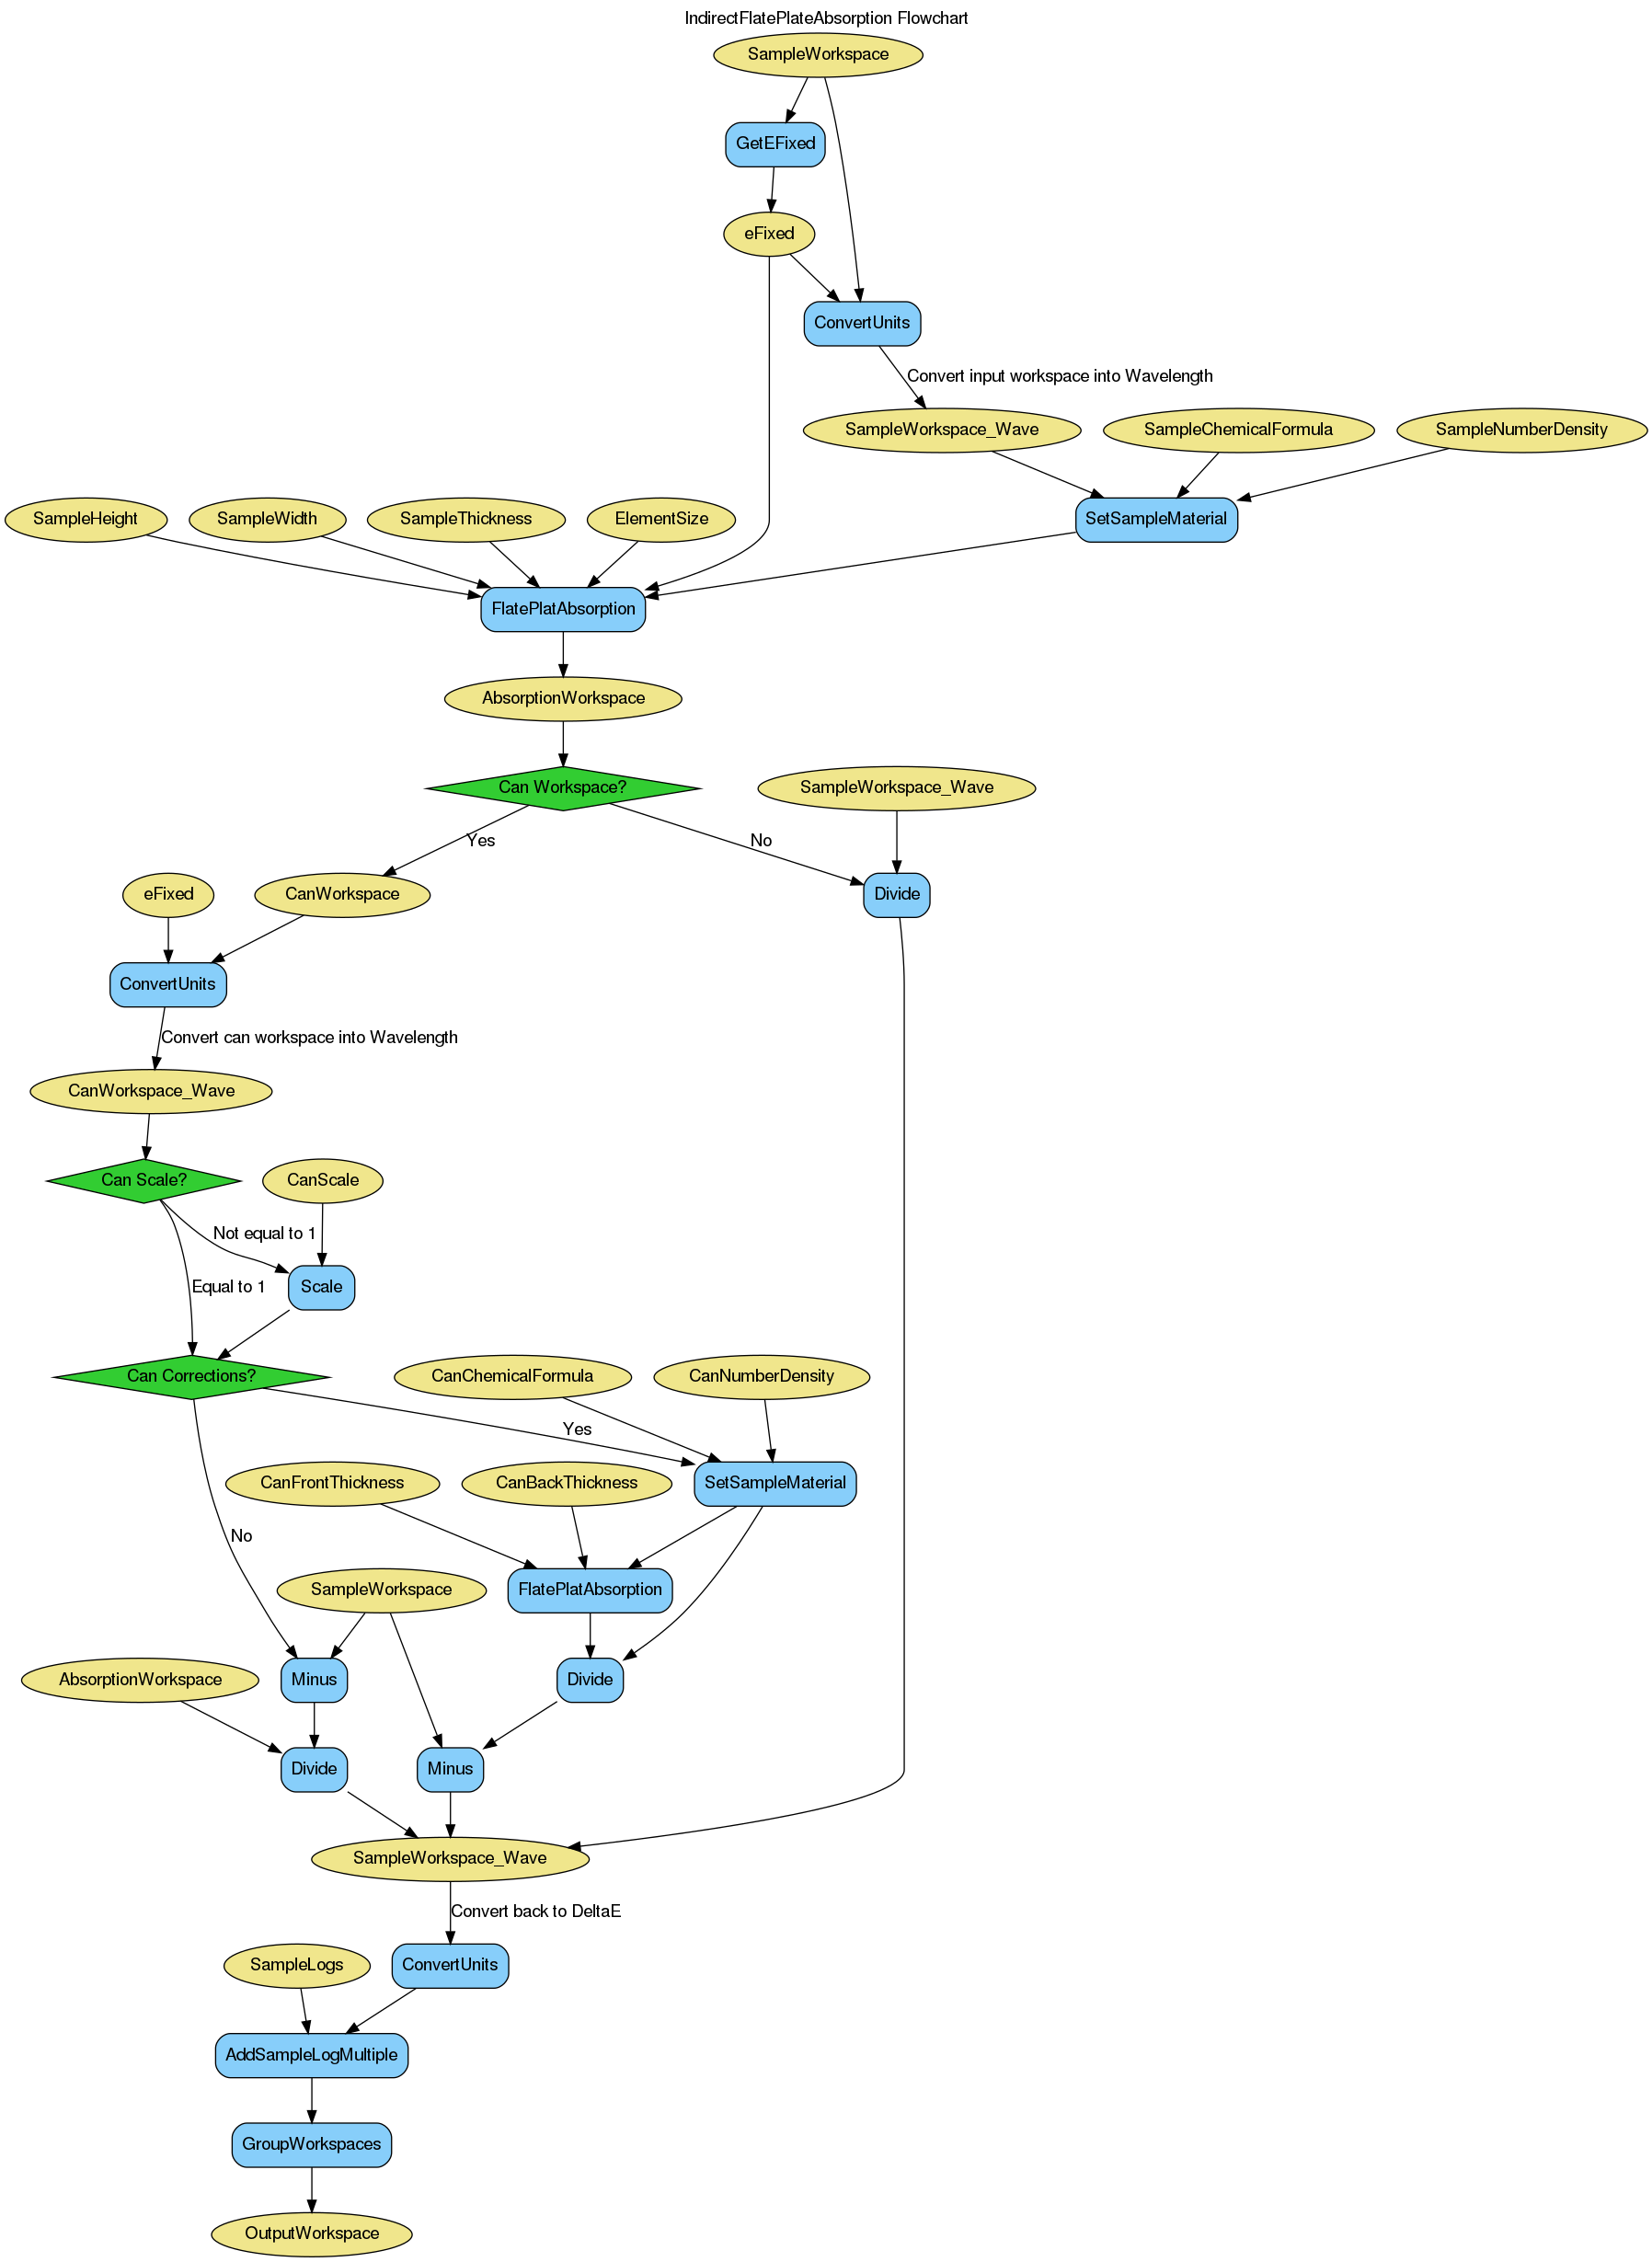 IndirectFlatePlateAbsorption Flowchart
SampleWorkspace
GetEFixed
eFixed
ConvertUnits
Convert input workspace into Wavelength
SampleWorkspace_Wave
SampleChemicalFormula
SampleNumberDensity
SampleHeight
SampleWidth
SampleThickness
ElementSize
SetSampleMaterial
FlatePlatAbsorption
AbsorptionWorkspace
Can Workspace?
SampleWorkspace_Wave
Yes
No
eFixed
CanWorkspace
Divide
ConvertUnits
Convert can workspace into Wavelength
CanWorkspace_Wave
Can Scale?
CanScale
Not equal to 1
Equal to 1
Scale
Can Corrections?
CanChemicalFormula
CanNumberDensity
Yes
CanFrontThickness
CanBackThickness
SetSampleMaterial
No
SampleWorkspace
FlatePlatAbsorption
AbsorptionWorkspace
Minus
Divide
Divide
Minus
SampleWorkspace_Wave
Convert back to DeltaE
SampleLogs
ConvertUnits
AddSampleLogMultiple
GroupWorkspaces
OutputWorkspace